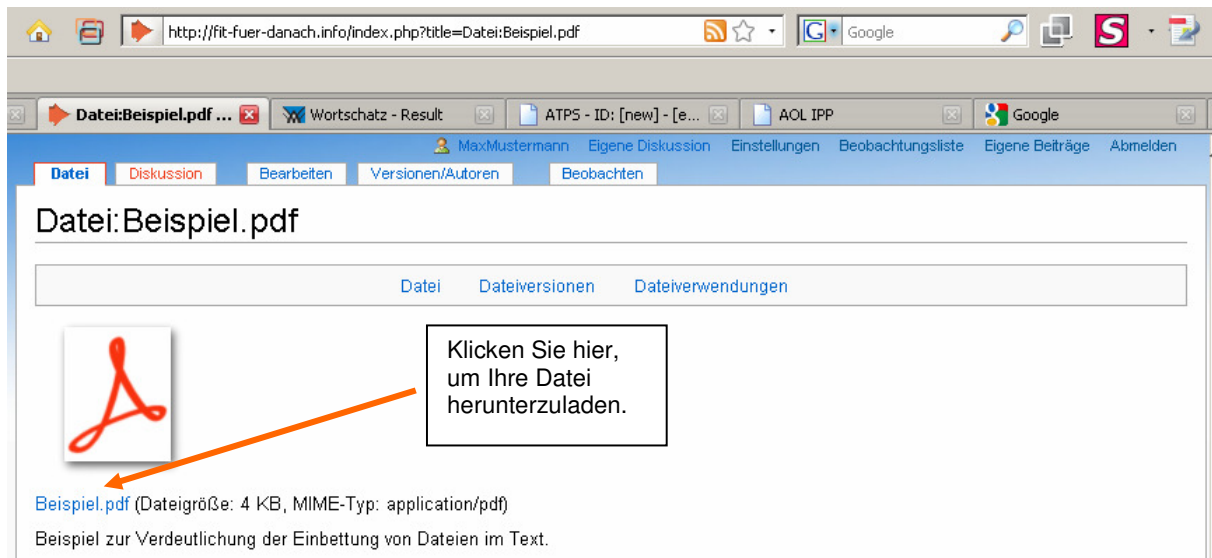 http://fit-fuer-danach.info/index.php?title=Datei:Beispiel.pdf G Google S
Datei:Beispiel.pdf ... Wortschatz - Result ATPS - ID: [new] - [e... AOL IPP Google
MaxMustermann Eigene Diskussion Einstellungen Beobachtungsliste Eigene Beiträge Abmelden
Datei Diskussion Bearbeiten Versionen/Autoren Beobachten
Datei:Beispiel.pdf
Datei Dateiversionen Dateiverwendungen
Klicken Sie hier,
um Ihre Datei
herunterzuladen.
Beispiel.pdf (Dateigröße: 4 KB, MIME-Typ: application/pdf)
Beispiel zur Verdeutlichung der Einbettung von Dateien im Text.